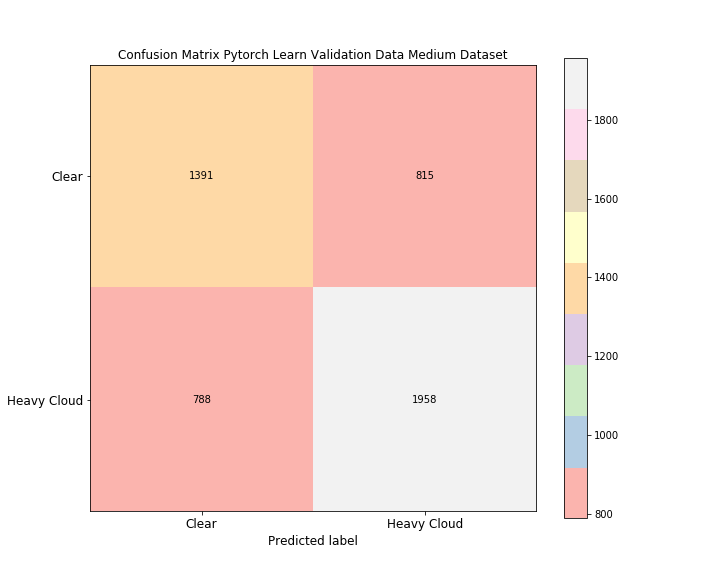 Confusion Matrix Pytorch Learn Validation Data Medium Dataset
Clear
1391
815
Heavy Cloud
788
1958
Clear
Heavy Cloud
Predicted label
1800
1600
1400
1200
1000
800